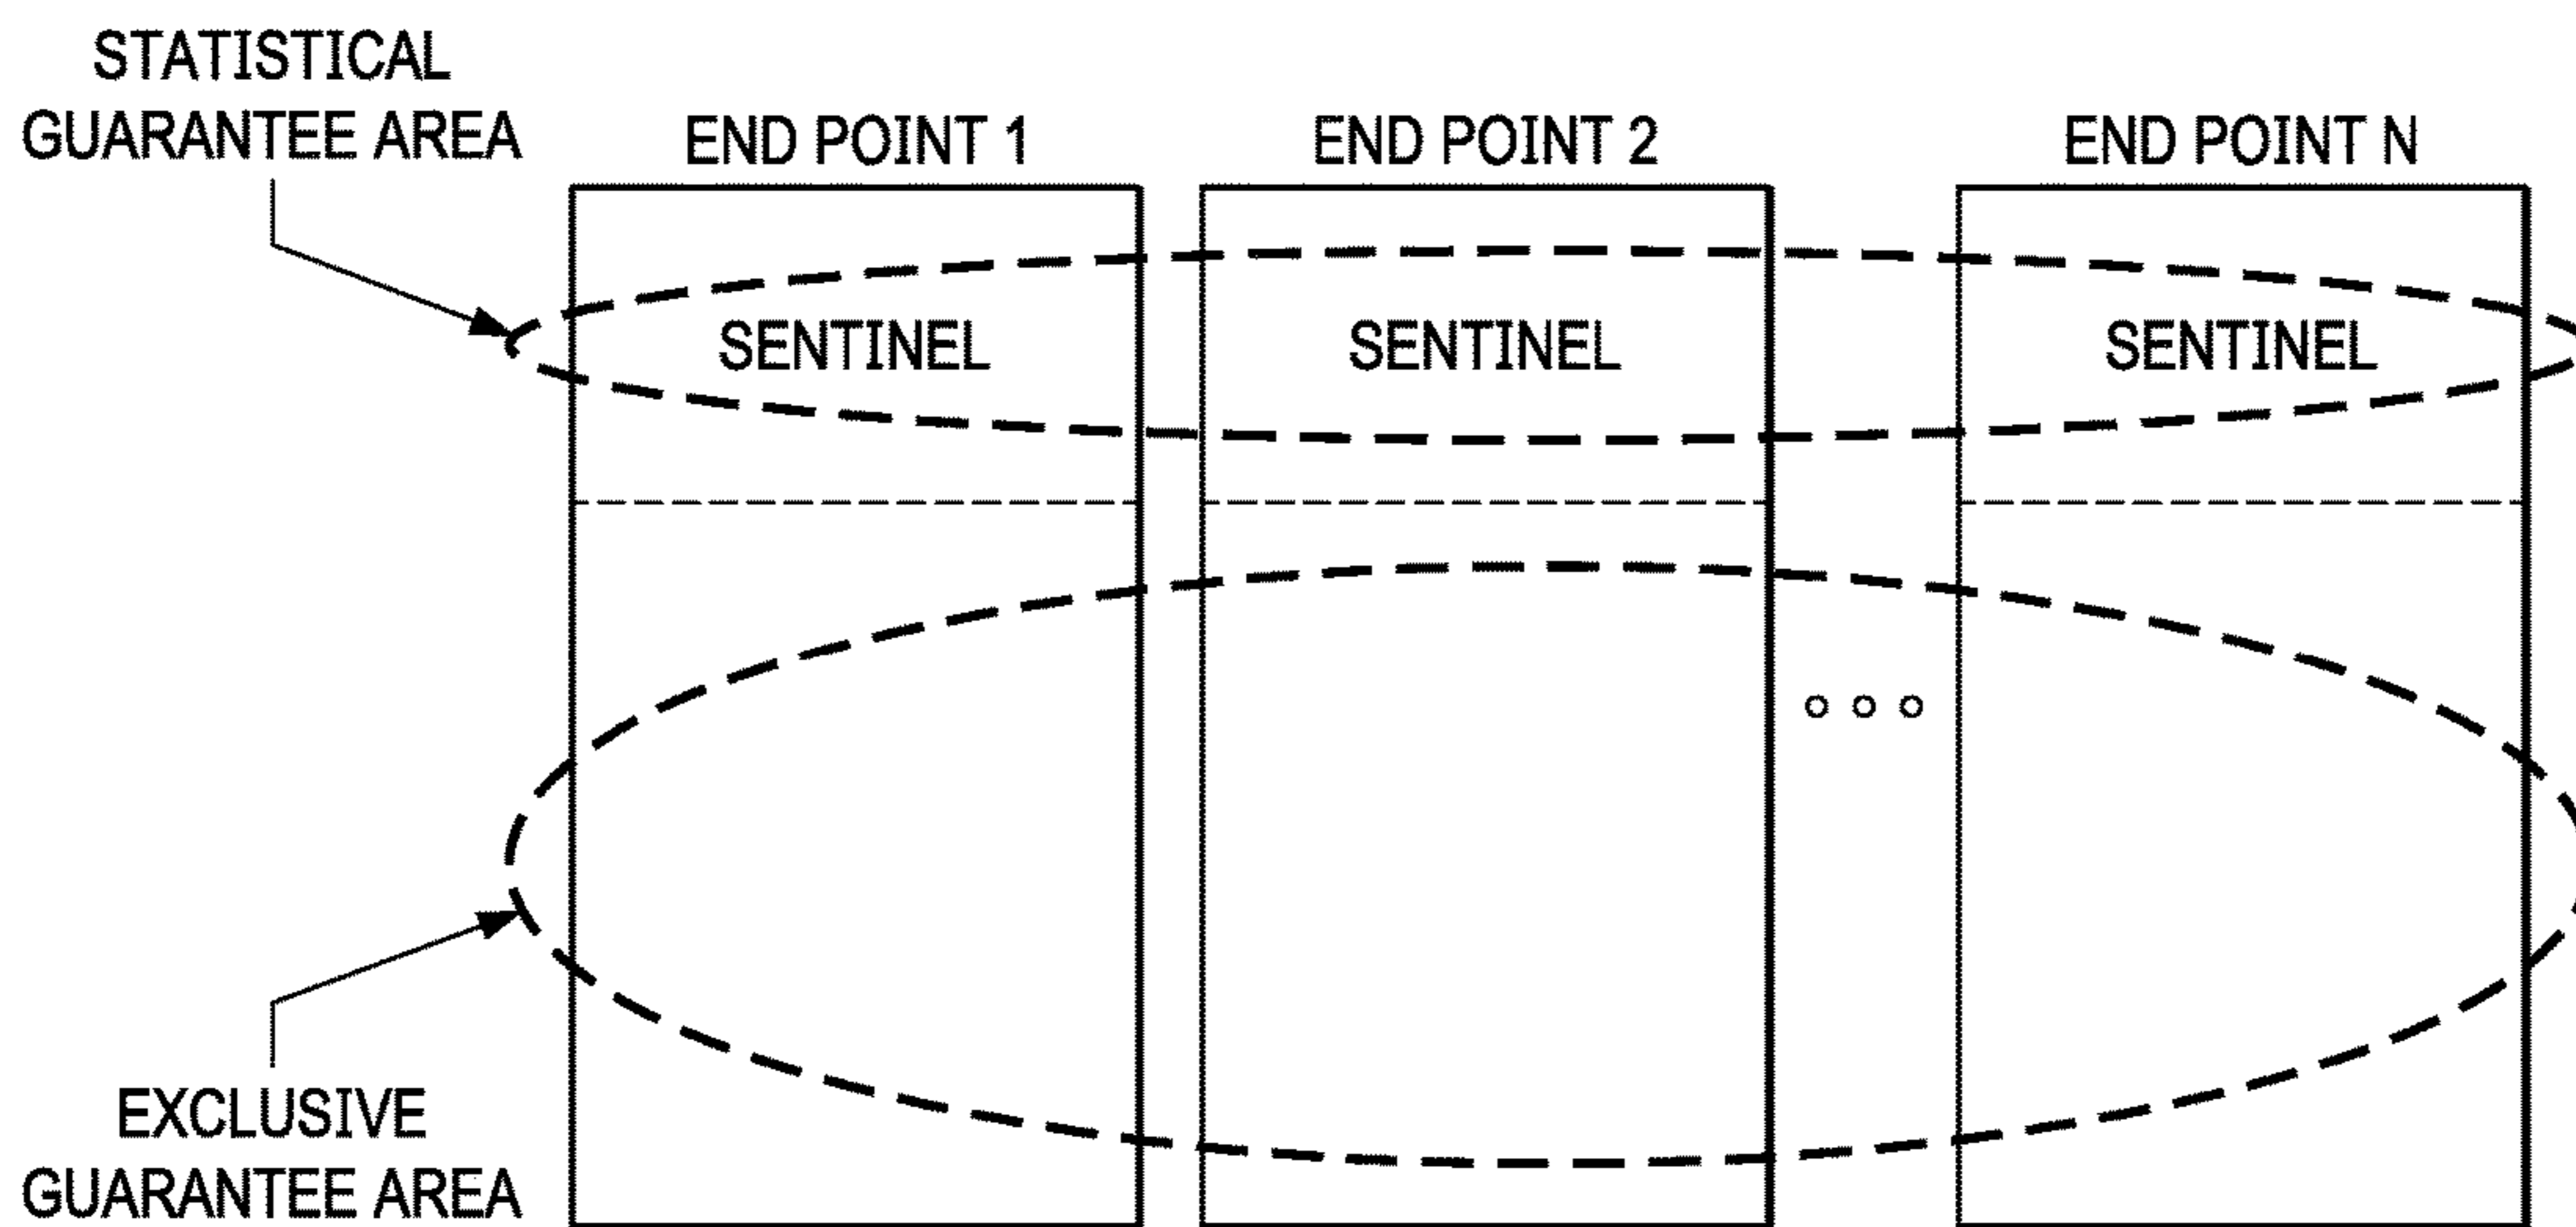 STATISTICAL
GUARANTEE AREA
END POINT 1
END POINT 2
END POINT N
SENTINEL
SENTINEL
SENTINEL
EXCLUSIVE
GUARANTEE AREA